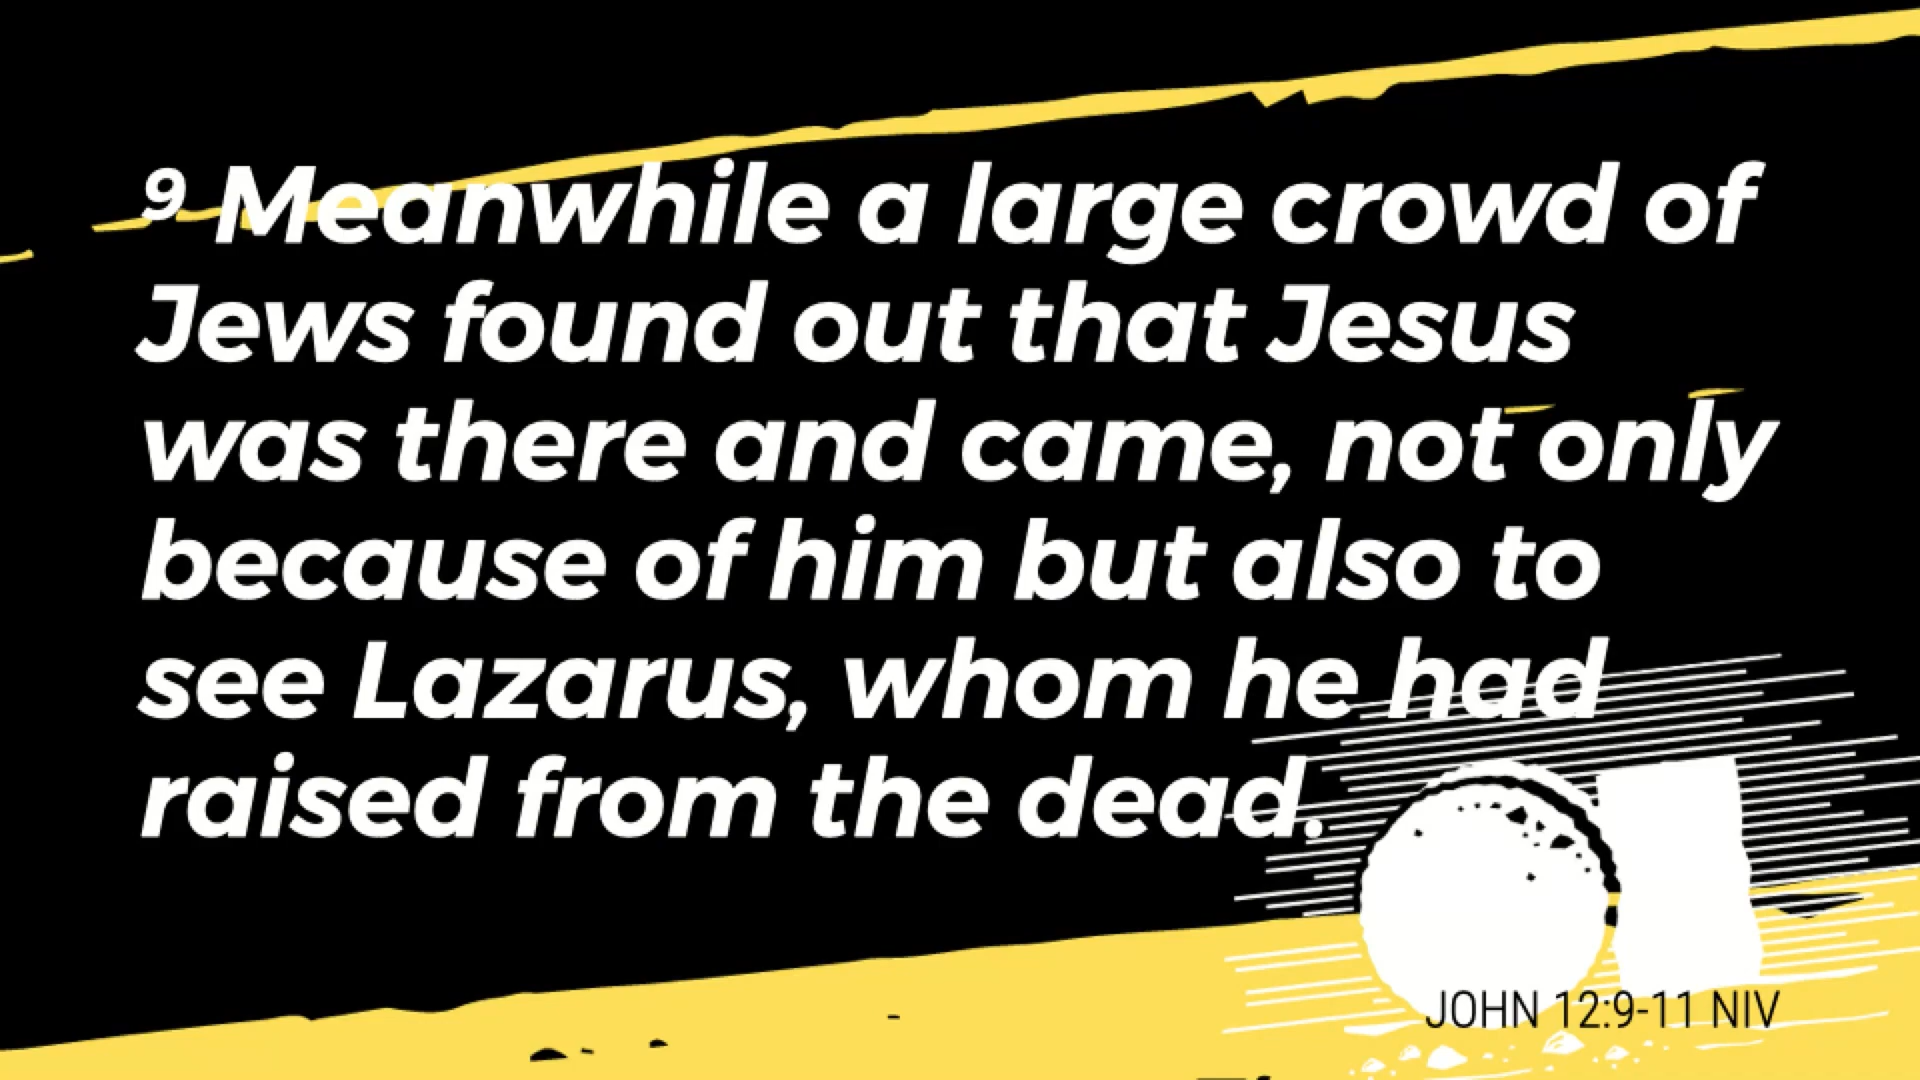 9 Meanwhile a large crowd of
Jews found out that Jesus
was there and came, not only
because of him but also to
see Lazarus, whom he had
raised from the dead.
JOHN 12:9-11 NIV